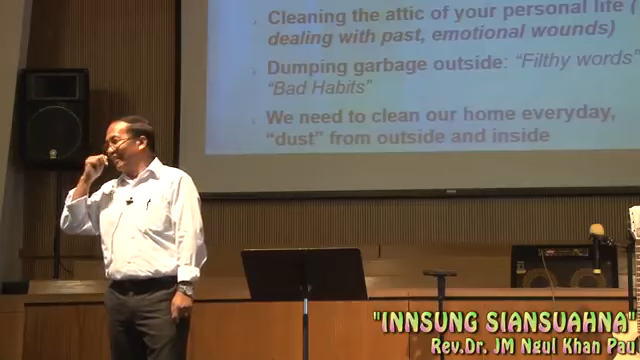 Cleaning the attic of your personal life (
dealing with past, emotional wounds)
Dumping garbage outside: “Filthy words”
“Bad Habits”
We need to clean our home everyday,
“dust” from outside and inside
"INNSUNG SIANSUAHNA"
Rev.Dr. JM Ngul Khan Pau